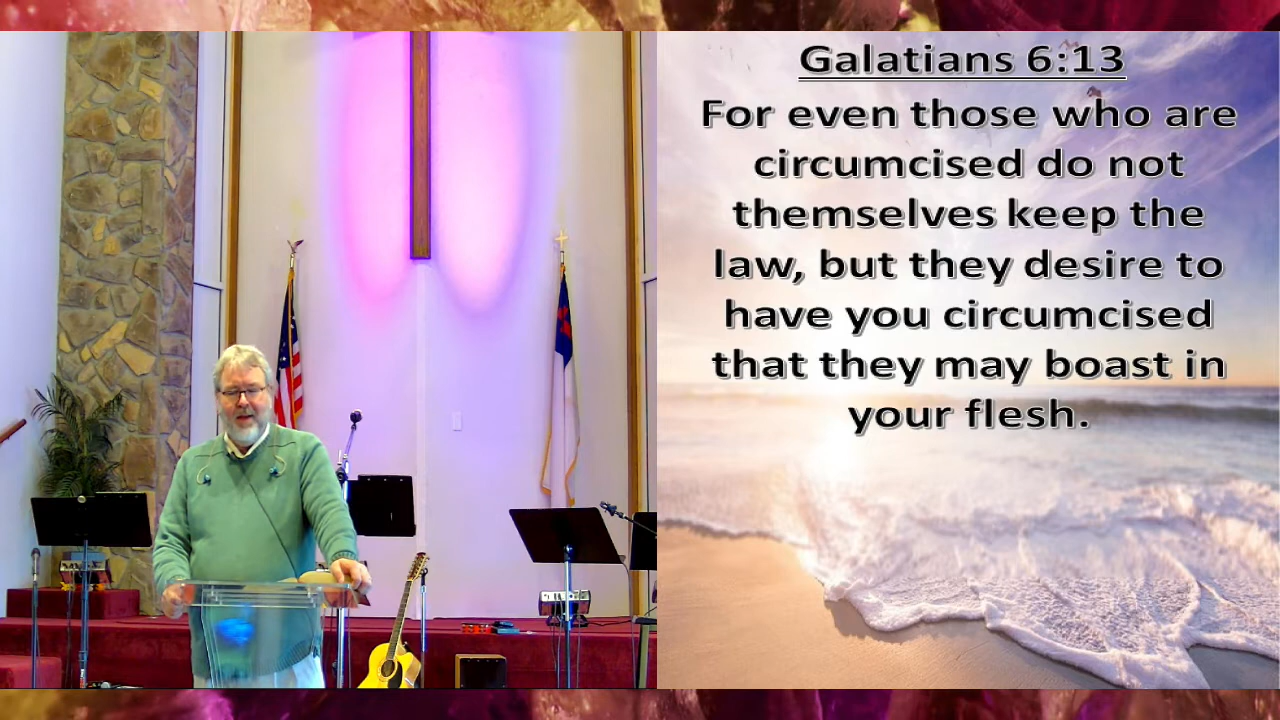 Galatians 6:13
For even those who are
circumcised do not
themselves keep the
law, but they desire to
have you circumcised
that they may boast in
your flesh.